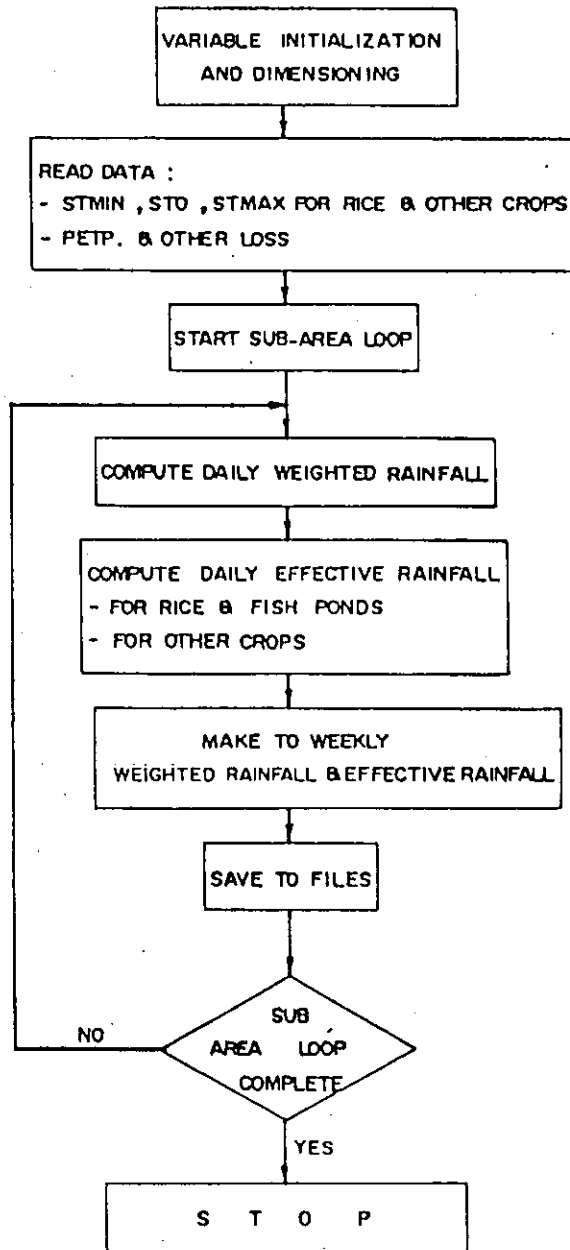 VARIABLE INITIALIZATION
AND DIMENSIONING
READ DATA :
- STMIN , STO , STMAX FOR RICE & OTHER CROPS
- PETP. & OTHER LOSS
START SUB-AREA LOOP
COMPUTE DAILY WEIGHTED RAINFALL
COMPUTE DAILY EFFECTIVE RAINFALL
- FOR RICE & FISH PONDS
- FOR OTHER CROPS
MAKE TO WEEKLY
WEIGHTED RAINFALL & EFFECTIVE RAINFALL
SAVE TO FILES
SUB
AREA LOOP
COMPLETE
NO
YES
S T O P